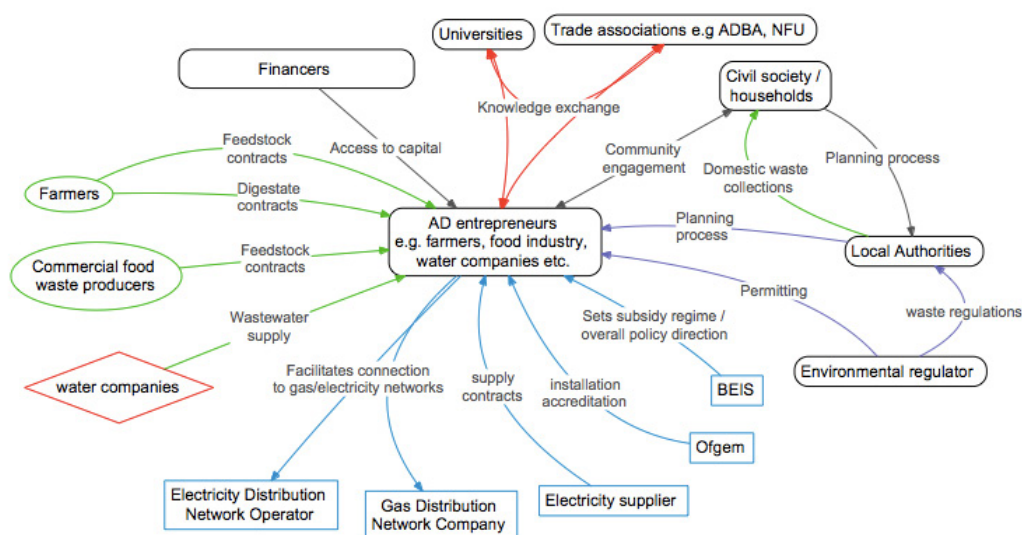 Universities
Trade associations e.g ADBA, NFU
Financers
Civil society /
households
Knowledge exchange
Feedstock
contracts
Access to capital
Community
engagement
Planning process
Domestic waste
collections
Farmers
Digestate
contracts
AD entrepreneurs
e.g. farmers, food industry,
water companies etc.
Planning
process
Local Authorities
Commercial food
waste producers
Feedstock
contracts
Permitting
waste regulations
Wastewater
supply
Sets subsidy regime /
overall policy direction
water companies
Facilitates connection
to gas/electricity networks
supply
contracts
installation
accreditation
Environmental regulator
BEIS
Ofgem
Electricity Distribution
Network Operator
Gas Distribution
Network Company
Electricity supplier